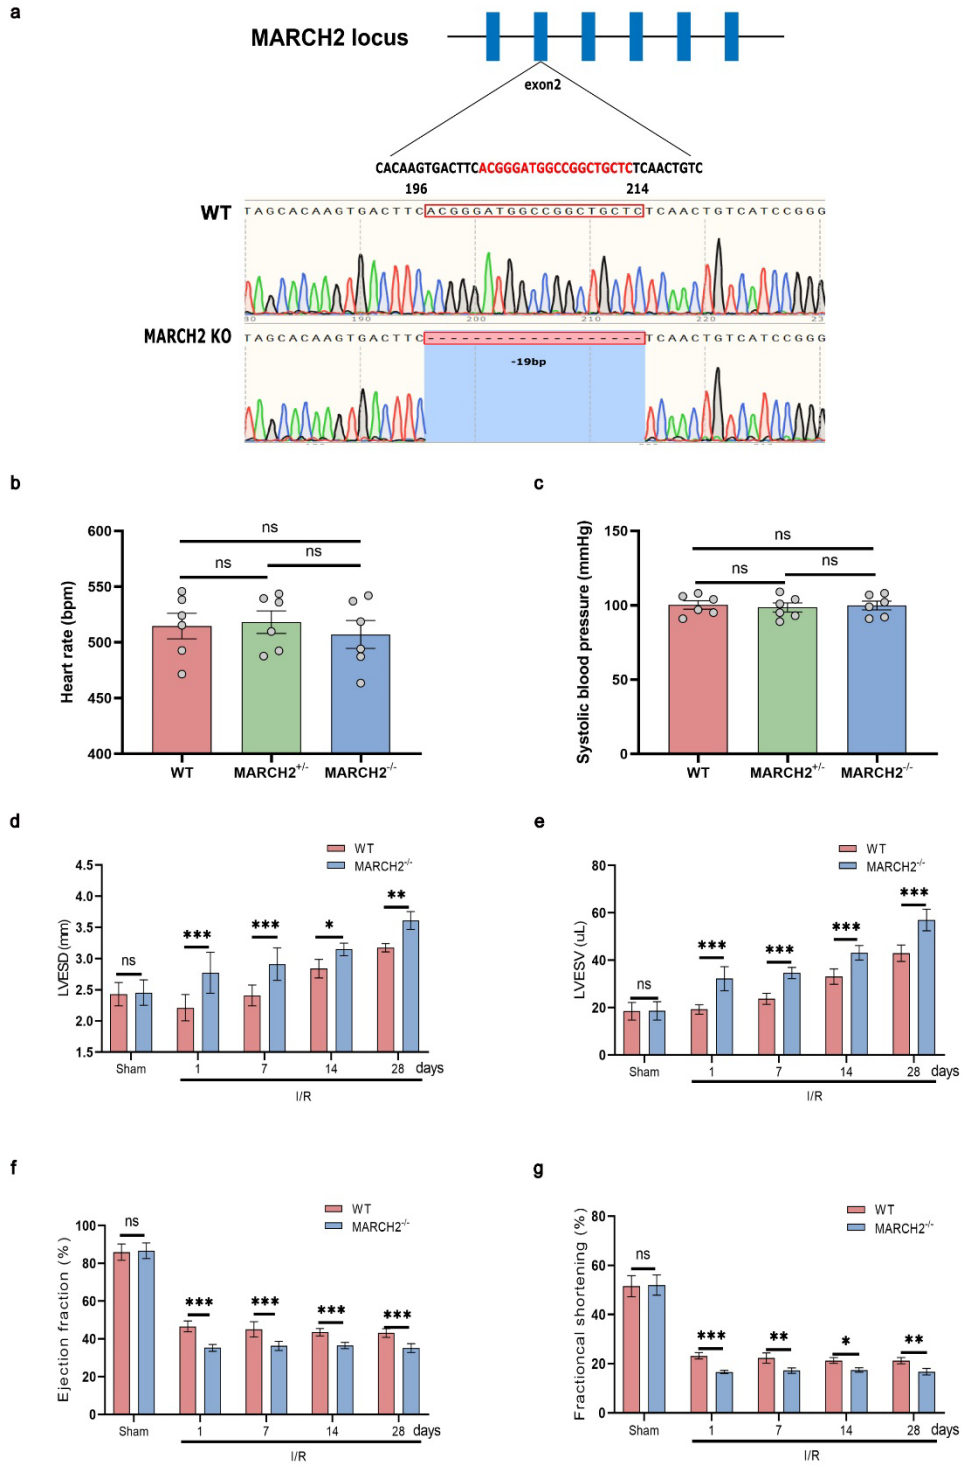 a
MARCH2 locus
exon2
CACAAGTGACTTCACGGGATGGCCGGCTGCTCTCAACTGTC
196 214
WT
TAGCACAAGTGACTTCACGGGATGGCCGGCTGCTCTCAACTGTCATCCGGG
190 200 210 220
MARCH2 KO
TAGCACAAGTGACTTC-------------------TCAACTGTCATCCGGG
-19bp
b
Heart rate (bpm)
600
550
500
450
400
ns
ns ns
WT MARCH2+/- MARCH2-/-
c
Systolic blood pressure (mmHg)
150
100
50
0
ns
ns ns
WT MARCH2+/- MARCH2-/-
d
WT
MARCH2-/-
LVESD (mm)
4.5
4.0
3.5
3.0
2.5
2.0
1.5
ns *** *** * **
Sham 1 7 14 28 days
I/R
e
WT
MARCH2-/-
LVESV (uL)
80
60
40
20
0
ns *** *** *** ***
Sham 1 7 14 28 days
I/R
f
WT
MARCH2-/-
Ejection fraction (%)
100
80
60
40
20
0
ns *** *** *** ***
Sham 1 7 14 28 days
I/R
g
WT
MARCH2-/-
Fractioncal shortening (%)
80
60
40
20
0
ns *** ** * **
Sham 1 7 14 28 days
I/R